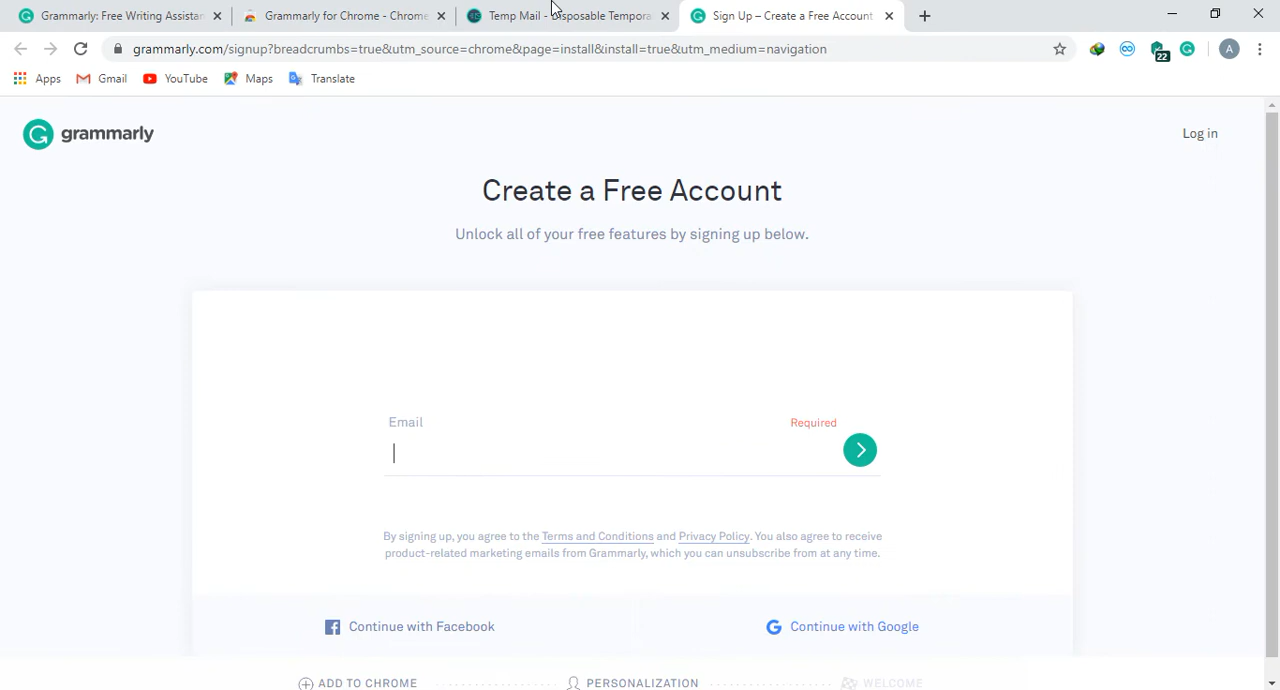 Grammarly: Free Writing Assistan
Grammarly for Chrome - Chrome
Temp Mail - Disposable Tempora
Sign Up – Create a Free Account
grammarly.com/signup?breadcrumbs=true&utm_source=chrome&page=install&install=true&utm_medium=navigation
22
A
Apps
Gmail
YouTube
Maps
Translate
grammarly
Log in
Create a Free Account
Unlock all of your free features by signing up below.
Email
Required
By signing up, you agree to the Terms and Conditions and Privacy Policy. You also agree to receive
product-related marketing emails from Grammarly, which you can unsubscribe from at any time.
Continue with Facebook
Continue with Google
ADD TO CHROME
PERSONALIZATION
WELCOME